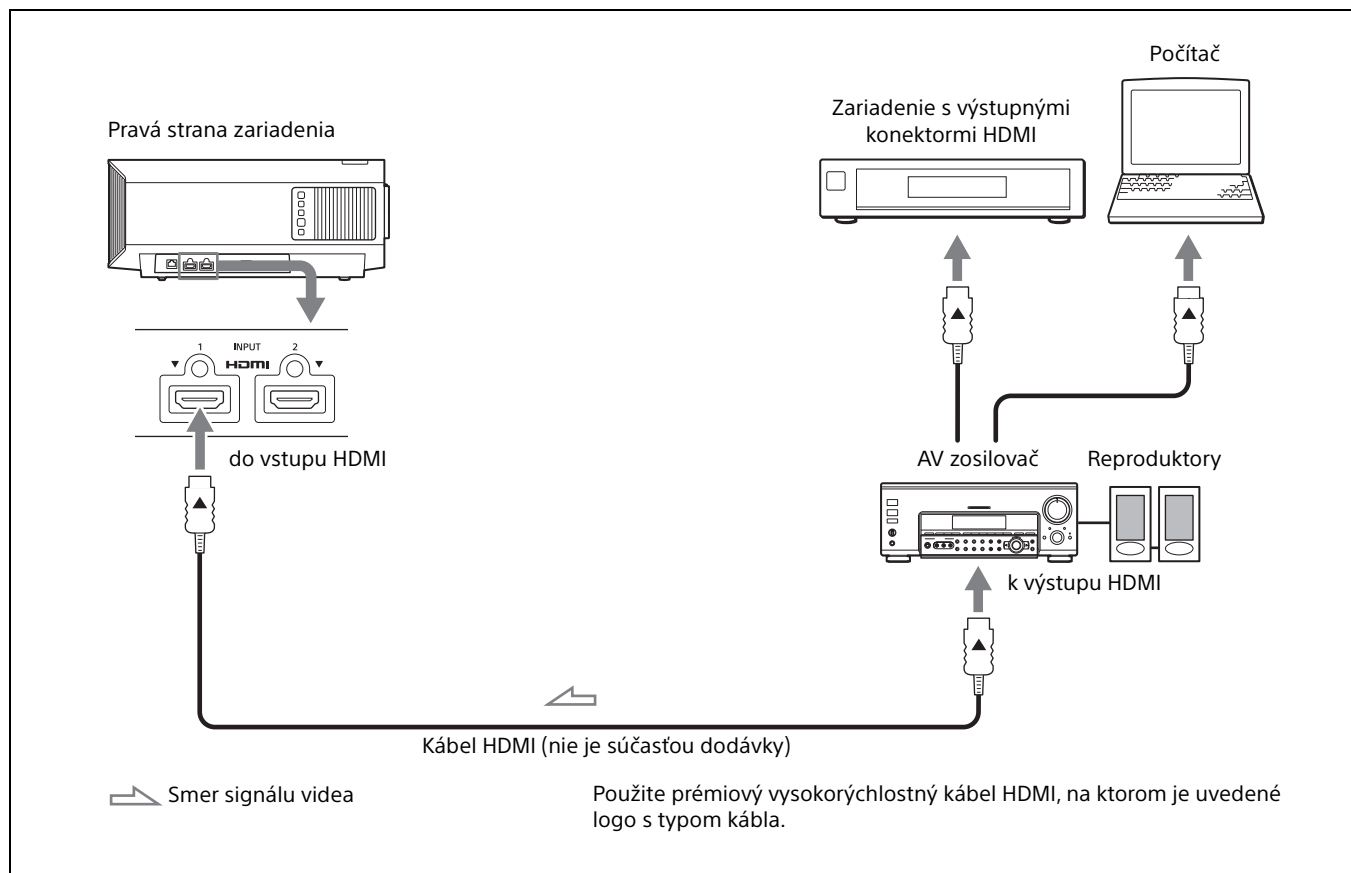 Počítač
Zariadenie s výstupnými
konektormi HDMI
Pravá strana zariadenia
1 INPUT 2
HDMI
do vstupu HDMI
AV zosilovač
Reproduktory
k výstupu HDMI
Kábel HDMI (nie je súčasťou dodávky)
Smer signálu videa
Použite prémiový vysokorýchlostný kábel HDMI, na ktorom je uvedené
logo s typom kábla.